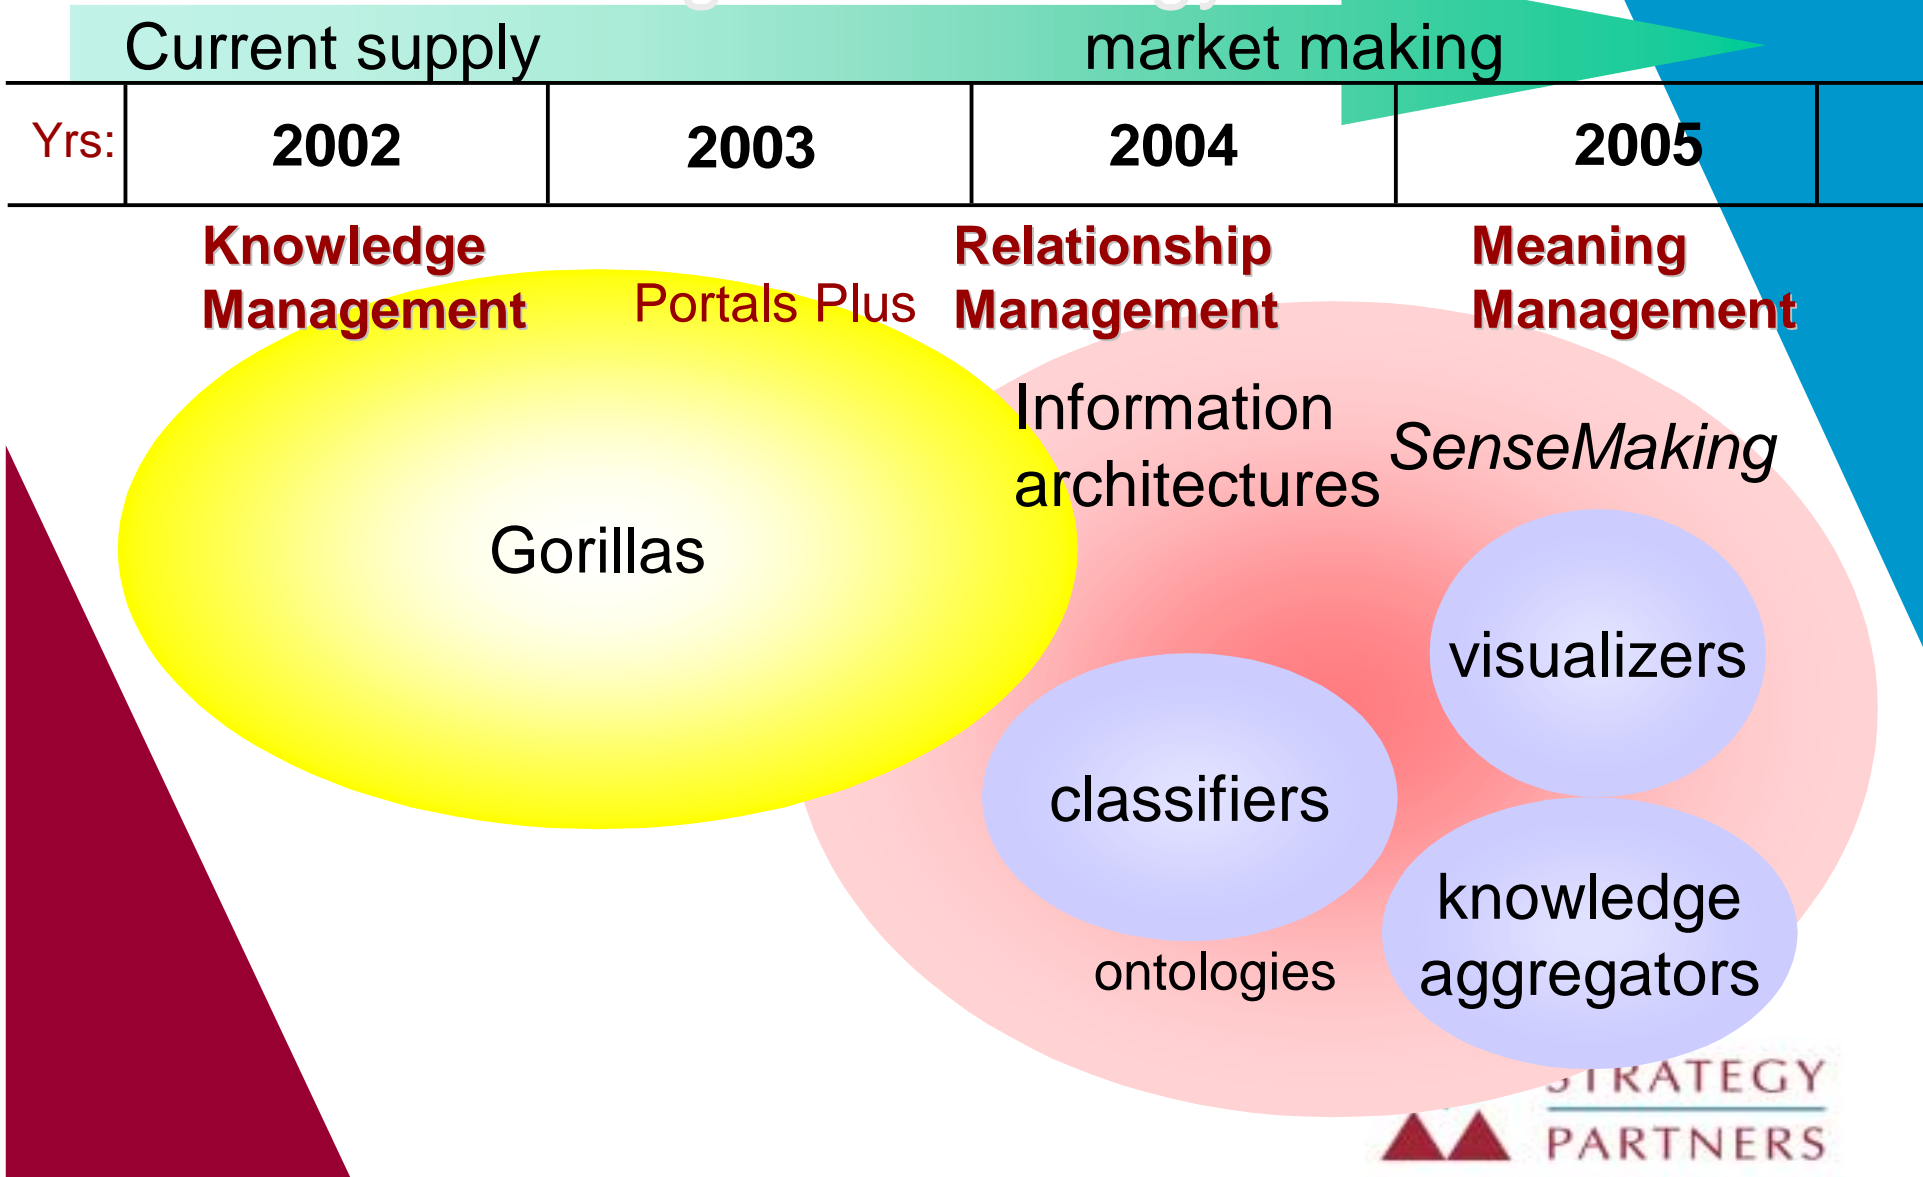 Current supply market making
Yrs: 2002 2003 2004 2005
Knowledge
Management
Portals Plus
Relationship
Management
Meaning
Management
Information
architectures
SenseMaking
Gorillas
visualizers
classifiers
knowledge
aggregators
ontologies
STRATEGY
PARTNERS